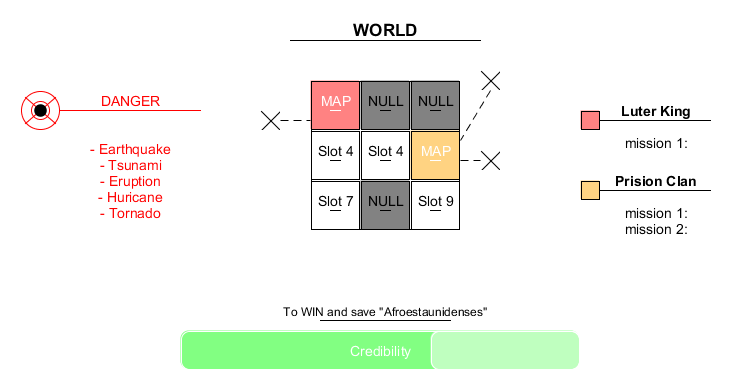 WORLD
DANGER
- Earthquake
- Tsunami
- Eruption
- Huricane
- Tornado
MAP NULL NULL
Slot 4 Slot 4 MAP
Slot 7 NULL Slot 9
Luter King
mission 1:
Prision Clan
mission 1:
mission 2:
To WIN and save "Afroestaunidenses"
Credibility